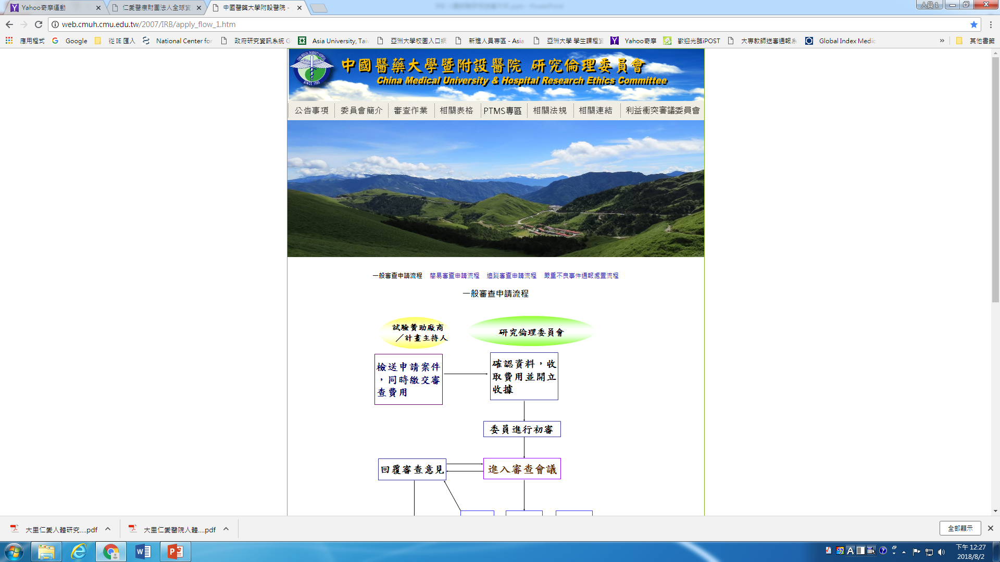 Yahoo奇摩運動
仁愛醫療財團法人全球資
中國醫藥大學附設醫院 -
人員1
web.cmuh.cmu.edu.tw/2007/IRB/apply_flow_1.htm
應用程式
Google
從 IE 匯入
National Center for
政府研究資訊系統 G
Asia University, Taiw
亞洲大學校園入口網
新進人員專區 - Asia
亞洲大學 學生課程資
Yahoo奇摩
歡迎光臨iPOST
大專教師送審通報系
Global Index Medic
»
其他書籤
中國醫藥大學暨附設醫院 研究倫理委員會
China Medical University & Hospital Research Ethics Committee
SINCE 1980
公告事項
委員會簡介
審查作業
相關表格
PTMS專區
相關法規
相關連結
利益衝突審議委員會
一般審查申請流程
簡易審查申請流程
追蹤審查申請流程
嚴重不良事件通報處置流程
一般審查申請流程
試驗贊助廠商
／計畫主持人
研究倫理委員會
檢送申請案件
，同時繳交審
查費用
確認資料，收
取費用並開立
收據
委員進行初審
回覆審查意見
進入審查會議
大里仁愛人體研究....pdf
大里仁愛醫院人體....pdf
全部顯示
下午 12:27
2018/8/2